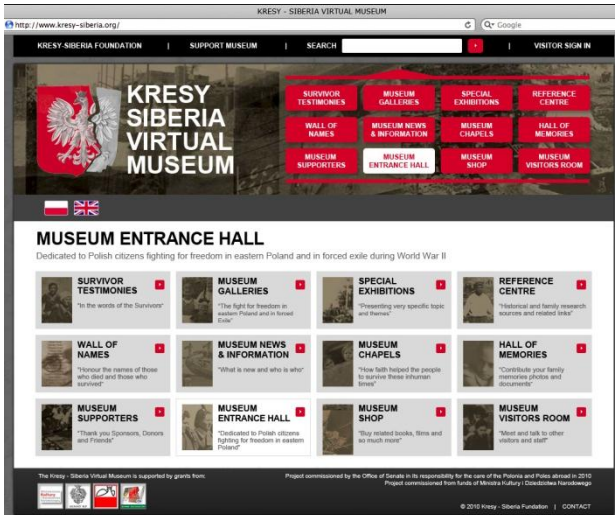 KRESY - SIBERIA VIRTUAL MUSEUM
http://www.kresy-siberia.org/
Google
KRESY-SIBERIA FOUNDATION | SUPPORT MUSEUM | SEARCH | VISITOR SIGN IN
KRESY
SIBERIA
VIRTUAL
MUSEUM
SURVIVOR
TESTIMONIES
MUSEUM
GALLERIES
SPECIAL
EXHIBITIONS
REFERENCE
CENTRE
WALL OF
NAMES
MUSEUM NEWS
& INFORMATION
MUSEUM
CHAPELS
HALL OF
MEMORIES
MUSEUM
SUPPORTERS
MUSEUM
ENTRANCE HALL
MUSEUM
SHOP
MUSEUM
VISITORS ROOM
MUSEUM ENTRANCE HALL
Dedicated to Polish citizens fighting for freedom in eastern Poland and in forced exile during World War II
SURVIVOR
TESTIMONIES
"In the words of the Survivors"
MUSEUM
GALLERIES
"The fight for freedom in
eastern Poland and in forced
Exile"
SPECIAL
EXHIBITIONS
"Presenting very specific topic
and themes"
REFERENCE
CENTRE
"Historical and family research
sources and related links"
WALL OF
NAMES
"Honour the names of those
who died and those who
survived"
MUSEUM NEWS
& INFORMATION
"What is new and who is who"
MUSEUM
CHAPELS
"How faith helped the people
to survive these inhuman
times"
HALL OF
MEMORIES
"Contribute your family
memories photos and
documents"
MUSEUM
SUPPORTERS
"Thank you Sponsors, Donors
and Friends"
MUSEUM
ENTRANCE HALL
"Dedicated to Polish citizens
fighting for freedom in eastern
Poland"
MUSEUM
SHOP
"Buy related books, films and
so much more"
MUSEUM
VISITORS ROOM
"Meet and talk to other
visitors and staff"
The Kresy - Siberia Virtual Museum is supported by grants from:
Project commissioned by the Office of Senate in its responsibility for the care of the Polonia and Poles abroad in 2010
Project commissioned from funds of Ministra Kultury i Dziedzictwa Narodowego
© 2010 Kresy - Siberia Fundation | CONTACT